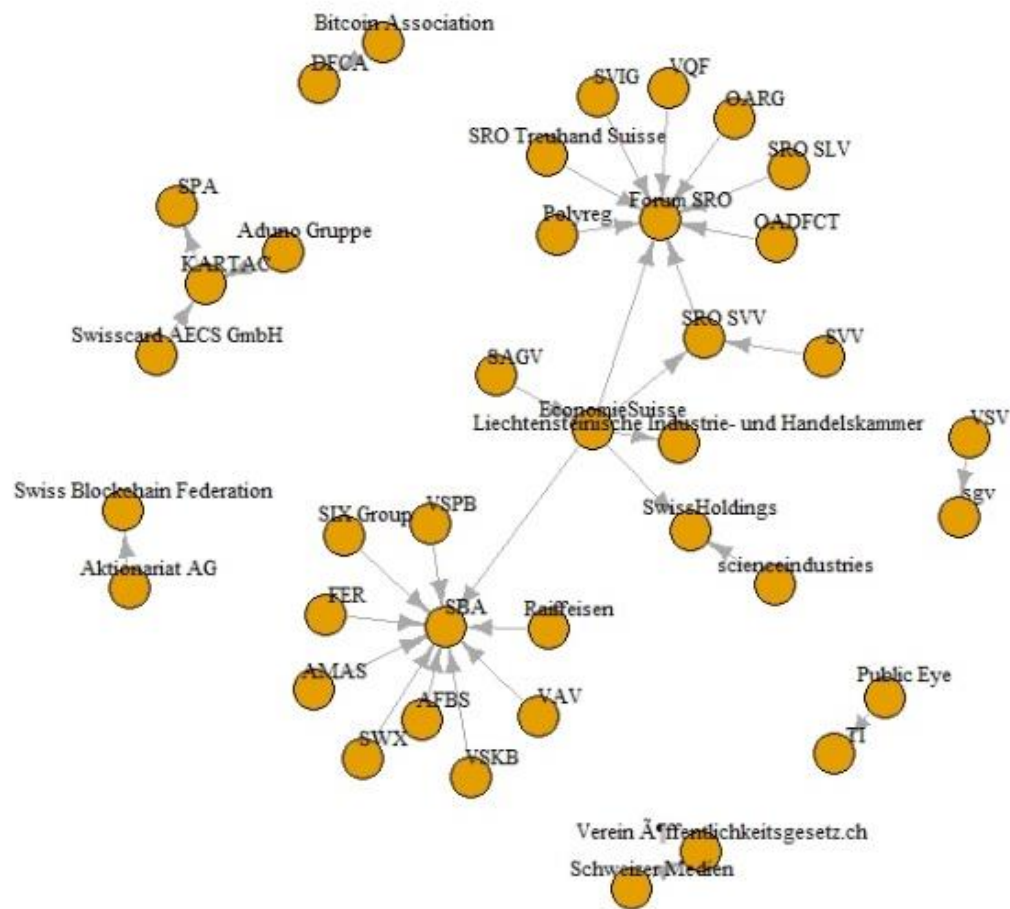 Bitcoin Association
DFCA
SVIG
VQF
OARG
SRO Treuhand Suisse
SRO SLV
SPA
Polyreg
Forum SRO
Aduno Gruppe
OADFCT
KARTAC
Swisscard AECS GmbH
SRO SVV
SVV
SAGV
EconomieSuisse
Liechtensteinische Industrie- und Handelskammer
VSV
Swiss Blockchain Federation
SIX Group
VSPB
SwissHoldings
sgv
Aktionariat AG
scienceindustries
FER
SBA
Raiffeisen
AMAS
AFBS
VAV
Public Eye
SWX
VSKB
TI
Verein Ã¶ffentlichkeitsgesetz.ch
Schweizer Medien